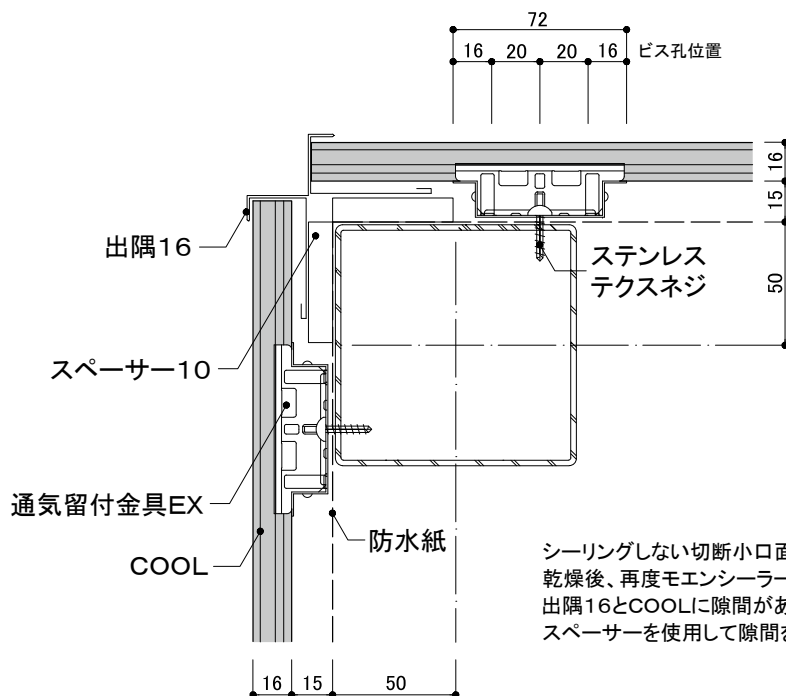 72
16 20 20 16 ビス孔位置
16
15
50
出隅16
ステンレス
テクスネジ
スペーサー10
通気留付金具EX
COOL
防水紙
シーリングしない切断小口面
乾燥後、再度モエンシーラー
出隅16とCOOLに隙間があ
スペーサーを使用して隙間を
16 15 50